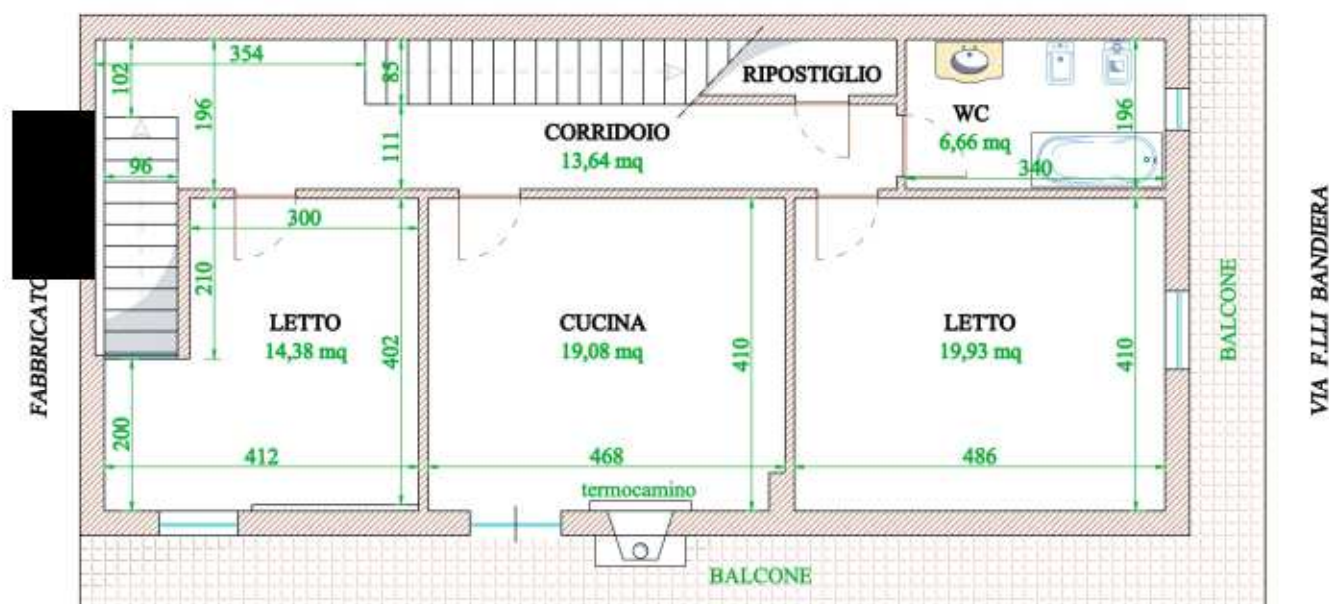 354
102
196
85
111
96
RIPOSTIGLIO
CORRIDOIO
13,64 mq
WC
6,66 mq
196
340
300
210
LETTO
14,38 mq
402
CUCINA
19,08 mq
410
LETTO
19,93 mq
410
200
412
468
486
termocamino
BALCONE
BALCONE
FABBRICATO
VIA F.LLI BANDIERA